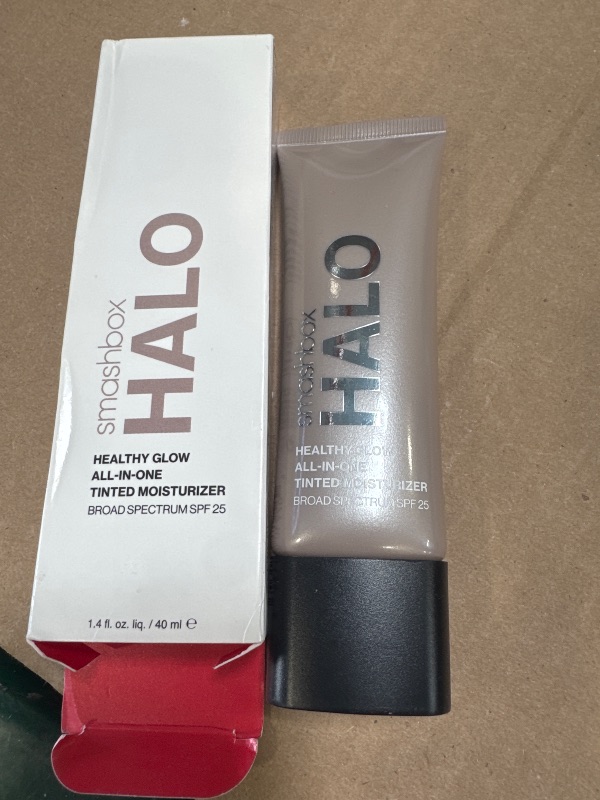 smashbox
HALO
HEALTHY GLOW
ALL-IN-ONE
TINTED MOISTURIZER
BROAD SPECTRUM SPF 25
1.4 fl. oz. liq. / 40 ml ℮
smashbox
HALO
HEALTHY GLOW
ALL-IN-ONE
TINTED MOISTURIZER
BROAD SPECTRUM SPF 25